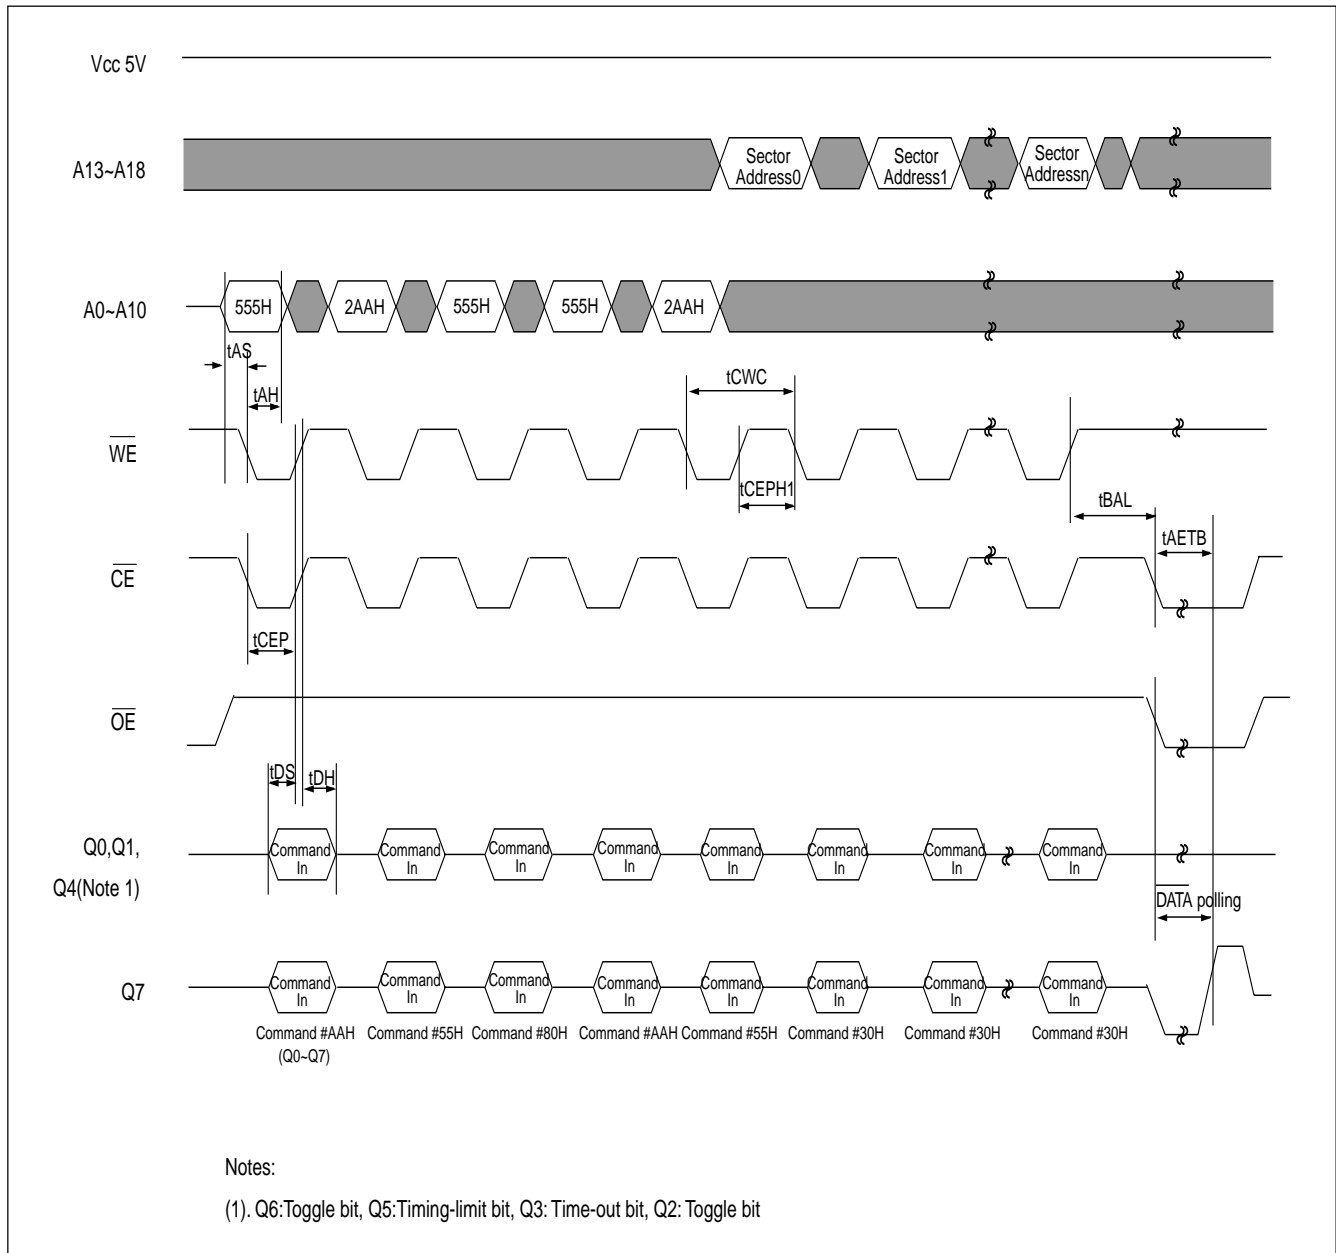 Vcc 5V
A13~A18
Sector
Address0
Sector
Address1
Sector
Addressn
A0~A10
555H
2AAH
555H
555H
2AAH
tAS
tAH
tCWC
WE
tCEPH1
tBAL
tAETB
CE
tCEP
OE
tDS
tDH
Q0,Q1,
Q4(Note 1)
Command
In
Command
In
Command
In
Command
In
Command
In
Command
In
Command
In
Command
In
DATA polling
Q7
Command
In
Command
In
Command
In
Command
In
Command
In
Command
In
Command
In
Command
In
Command #AAH
(Q0~Q7)
Command #55H
Command #80H
Command #AAH
Command #55H
Command #30H
Command #30H
Command #30H
Notes:
(1). Q6:Toggle bit, Q5:Timing-limit bit, Q3: Time-out bit, Q2: Toggle bit